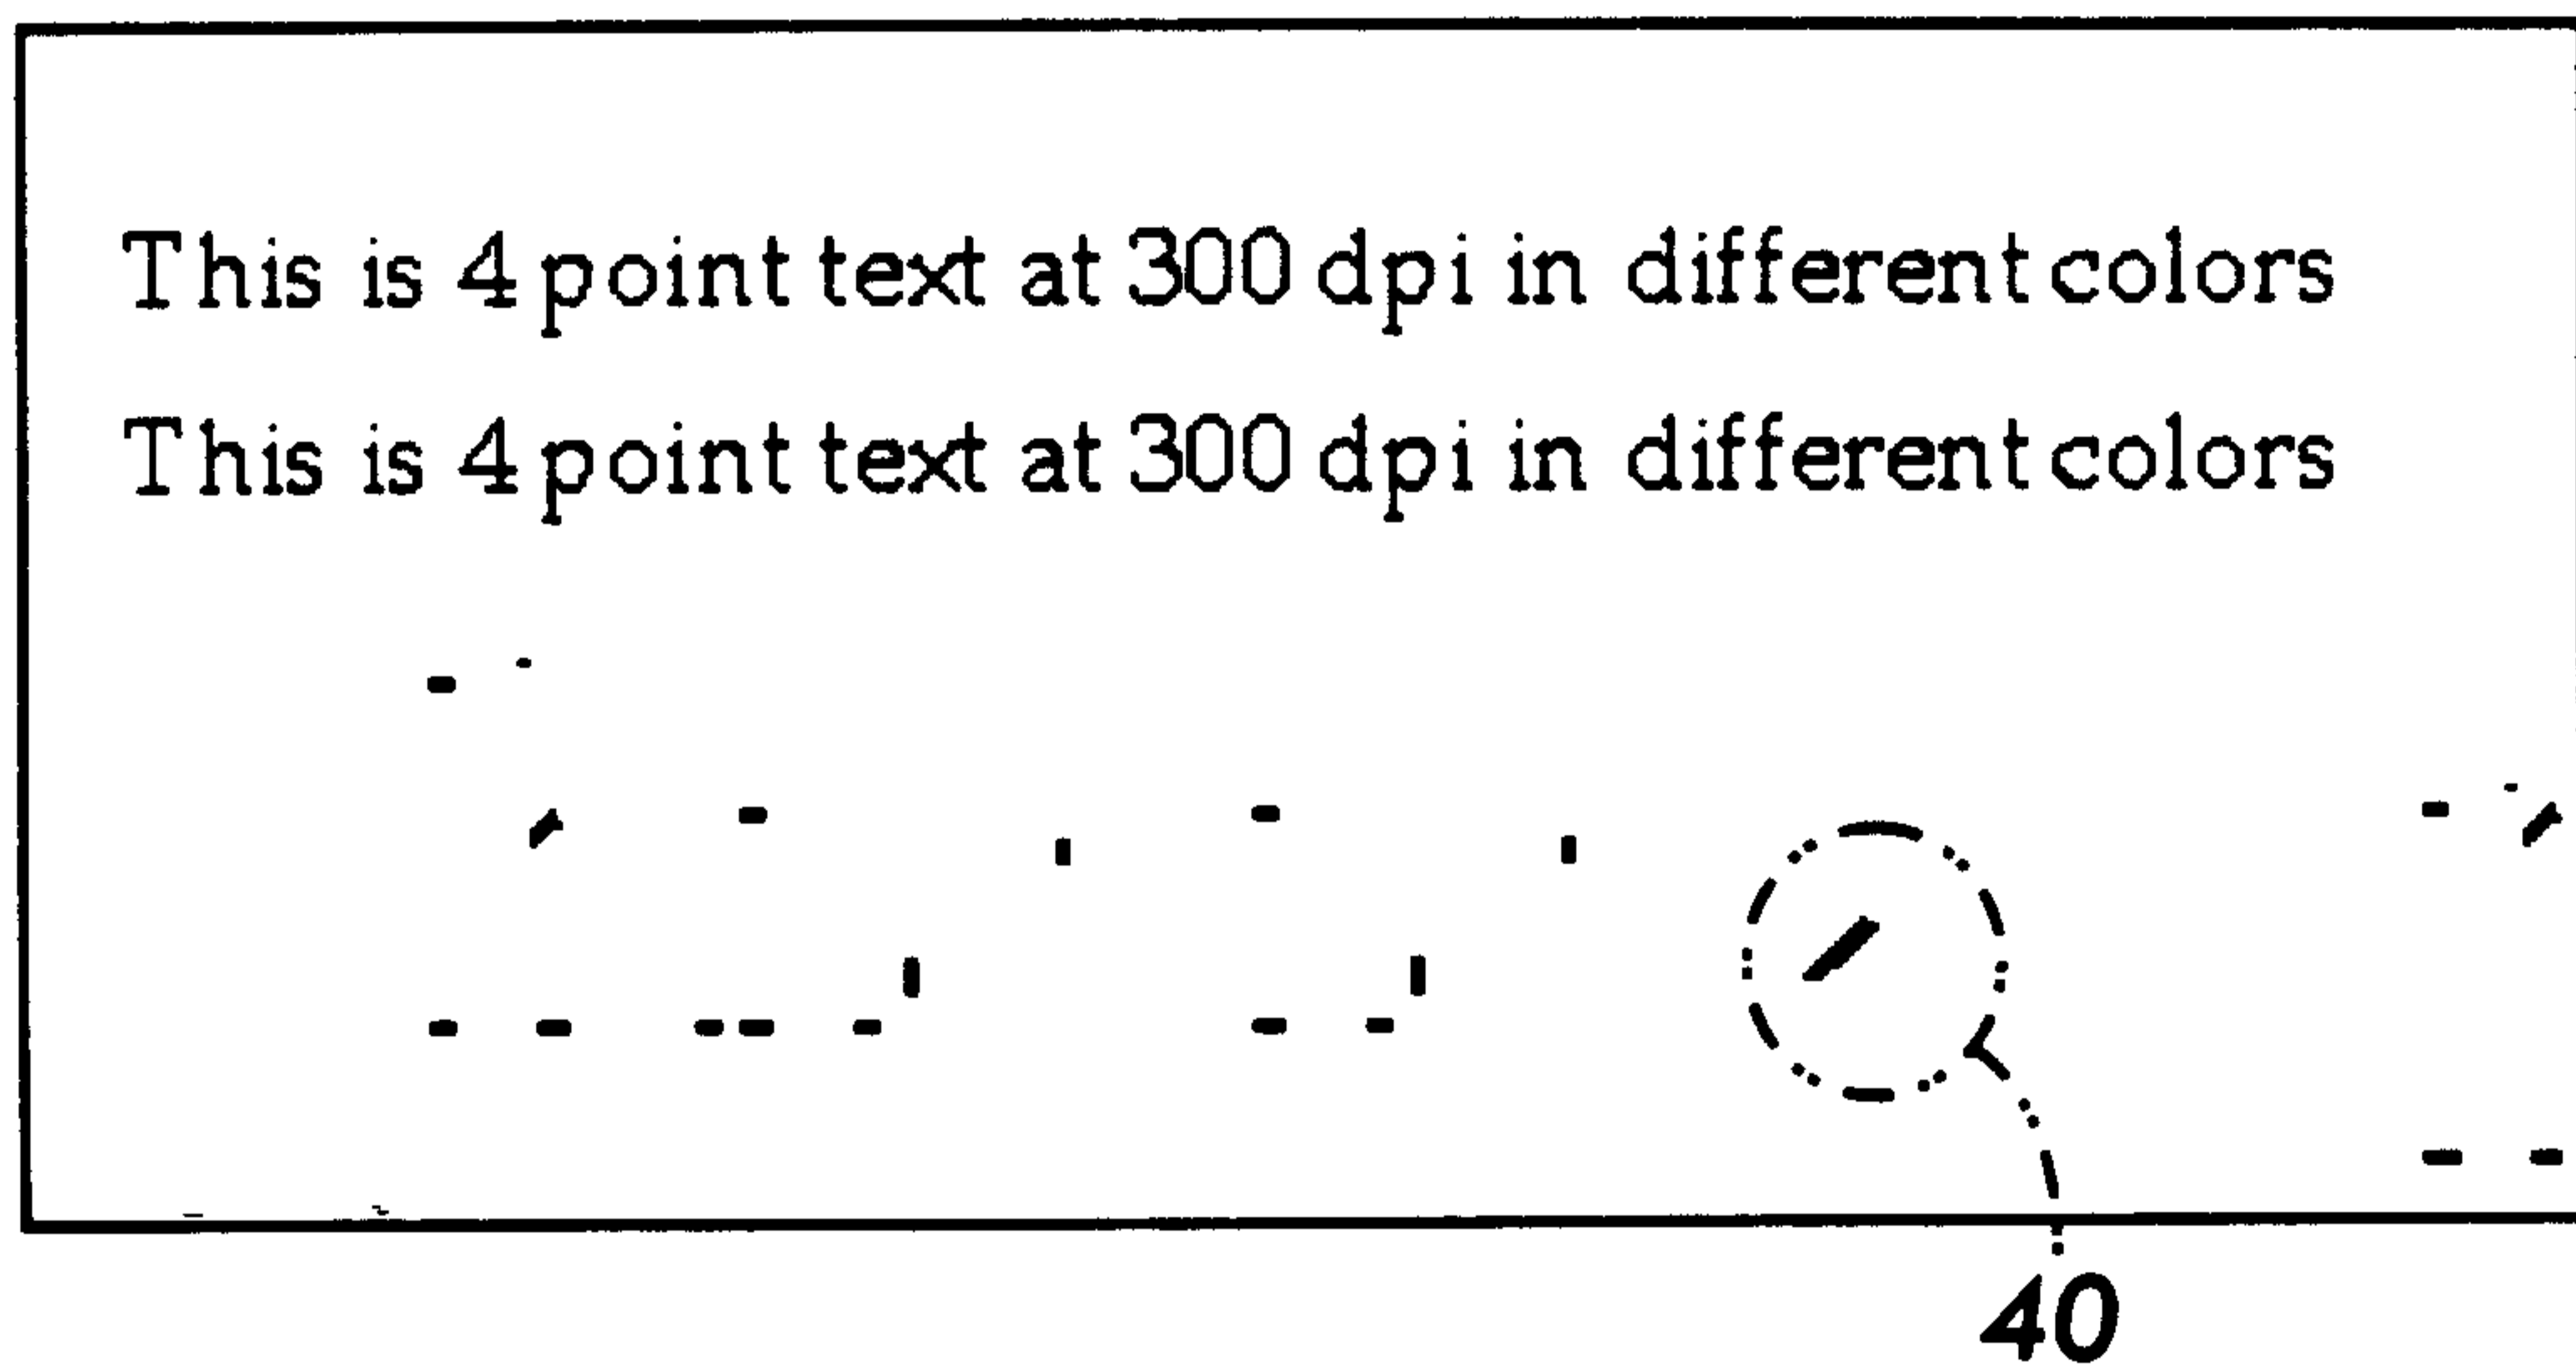 This is 4 point text at 300 dpi in different colors
This is 4 point text at 300 dpi in different colors
40